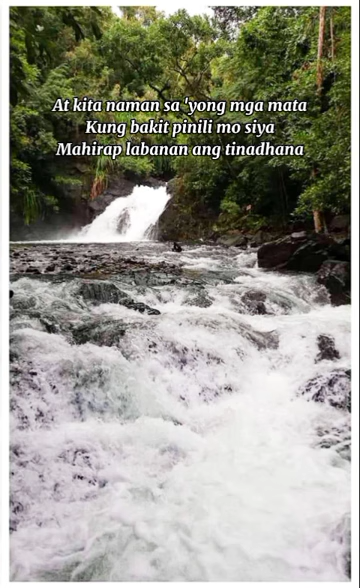 At kita naman sa 'yong mga mata
Kung bakit pinili mo siya
Mahirap labanan ang tinadhana